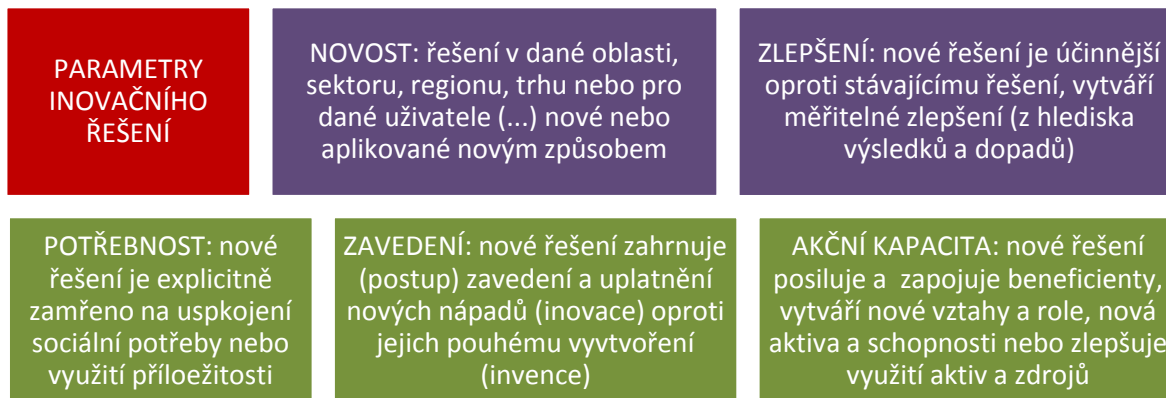 PARAMETRY
INOVAČNÍHO
ŘEŠENÍ
NOVOST: řešení v dané oblasti,
sektoru, regionu, trhu nebo pro
dané uživatele (...) nové nebo
aplikované novým způsobem
ZLEPŠENÍ: nové řešení je účinnější
oproti stávajícímu řešení, vytváří
měřitelné zlepšení (z hlediska
výsledků a dopadů)
POTŘEBNOST: nové
řešení je explicitně
zamřeno na uspkojení
sociální potřeby nebo
využití příloežitosti
ZAVEDENÍ: nové řešení zahrnuje
(postup) zavedení a uplatnění
nových nápadů (inovace) oproti
jejich pouhému vyvtvoření
(invence)
AKČNÍ KAPACITA: nové řešení
posiluje a zapojuje beneficienty,
vytváří nové vztahy a role, nová
aktiva a schopnosti nebo zlepšuje
využití aktiv a zdrojů